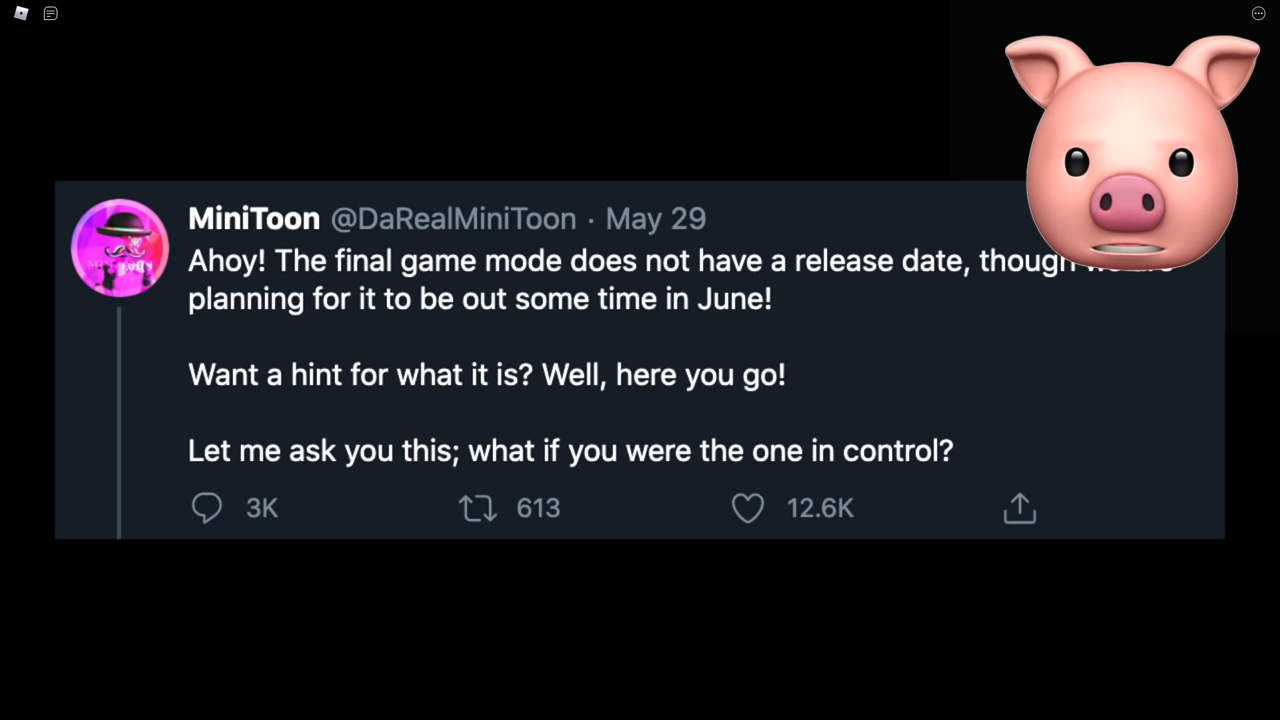 MiniToon @DaRealMiniToon · May 29
Ahoy! The final game mode does not have a release date, though
planning for it to be out some time in June!
Want a hint for what it is? Well, here you go!
Let me ask you this; what if you were the one in control?
3K 613 12.6K